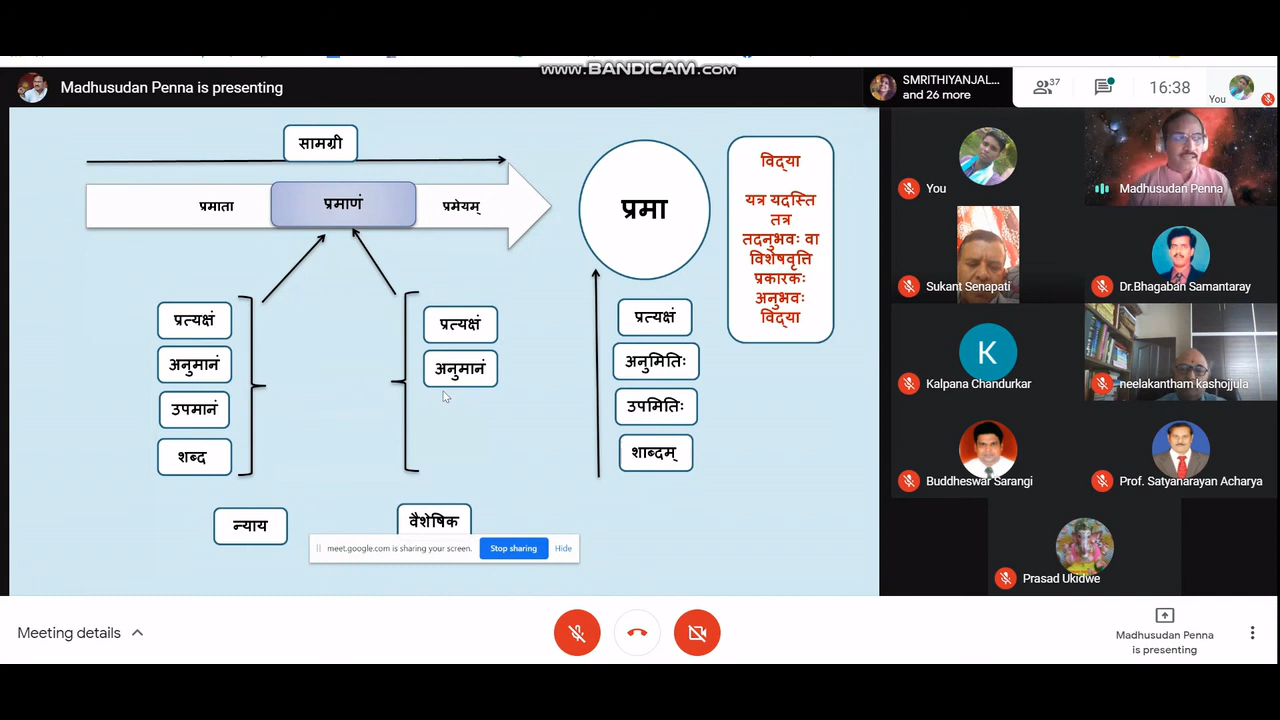 www.BANDICAM.com
Madhusudan Penna is presenting
SMRITHIYANJAL...
and 26 more
37
16:38
You
सामग्री
प्रमाता
प्रमाणं
प्रमेयम्
प्रमा
विद्या
यत्र यदस्ति
तत्र
तदनुभवः वा
विशेषवृत्ति
प्रकारकः
अनुभवः
विद्या
प्रत्यक्षं
अनुमानं
उपमानं
शब्द
न्याय
प्रत्यक्षं
अनुमानं
वैशेषिक
प्रत्यक्षं
अनुमितिः
उपमितिः
शाब्दम्
meet.google.com is sharing your screen.
Stop sharing
Hide
You
Madhusudan Penna
Sukant Senapati
Dr.Bhagaban Samantaray
K
Kalpana Chandurkar
neelakantham kashojjula
Buddheswar Sarangi
Prof. Satyanarayan Acharya
Prasad Ukidwe
Meeting details
Madhusudan Penna
is presenting